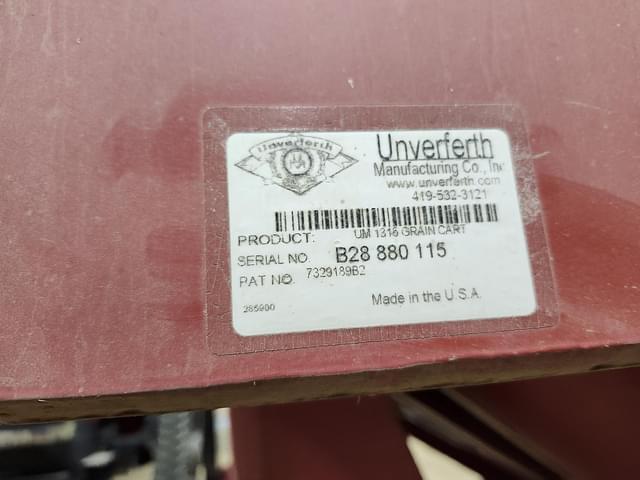 Unverferth
Unverferth
Manufacturing Co., Inc
www.unverferth.com
419-532-3121
PRODUCT: UM 1316 GRAIN CART
SERIAL NO. B28 880 115
PAT NO. 7329189B2
285900 Made in the U.S.A.